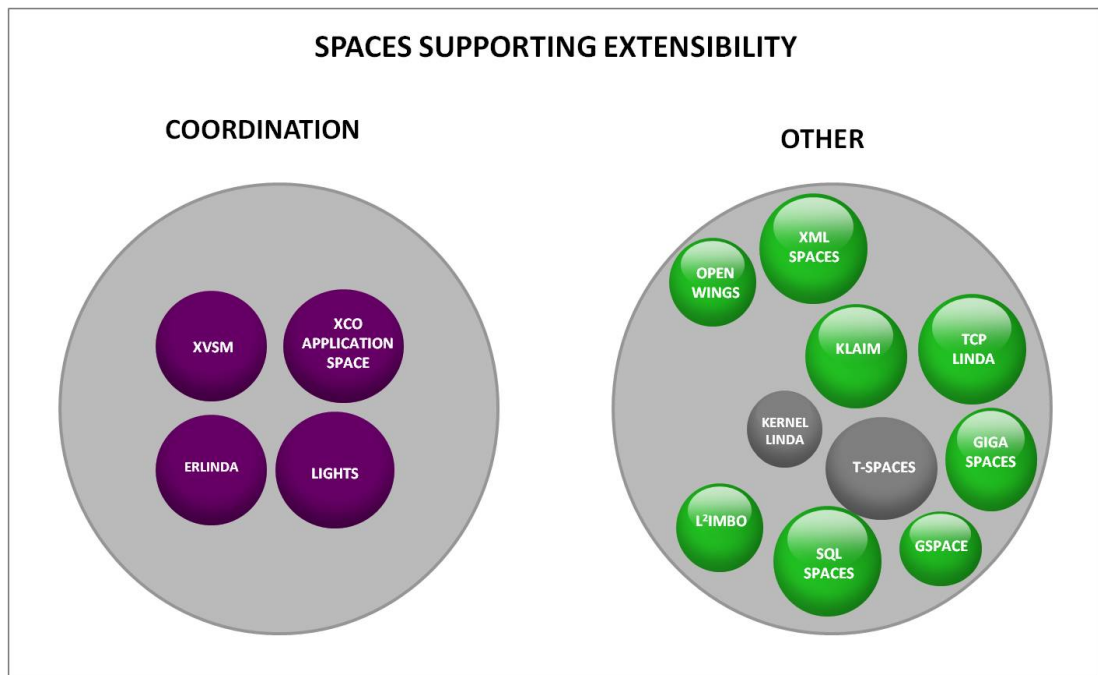 SPACES SUPPORTING EXTENSIBILITY
COORDINATION
XVSM
XCO
APPLICATION
SPACE
ERLINDA
LIGHTS
OTHER
XML
SPACES
OPEN
WINGS
KLAIM
TCP
LINDA
KERNEL
LINDA
T-SPACES
GIGA
SPACES
L²IMBO
SQL
SPACES
GSPACE